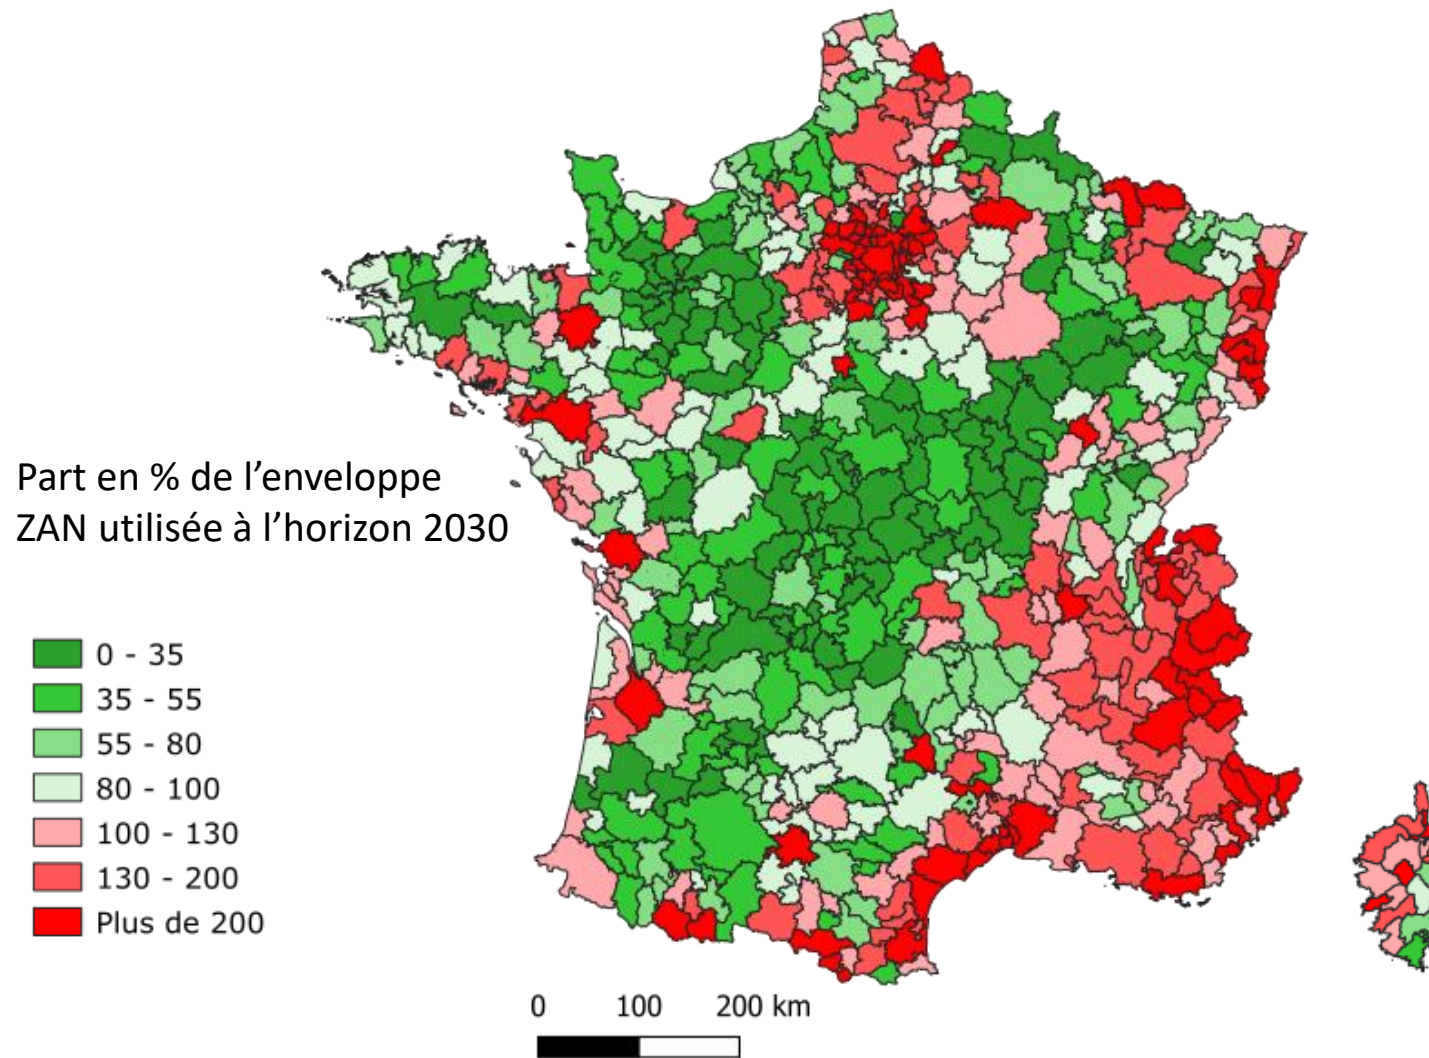 Part en % de l’enveloppe
ZAN utilisée à l’horizon 2030
0 - 35
35 - 55
55 - 80
80 - 100
100 - 130
130 - 200
Plus de 200
0 100 200 km